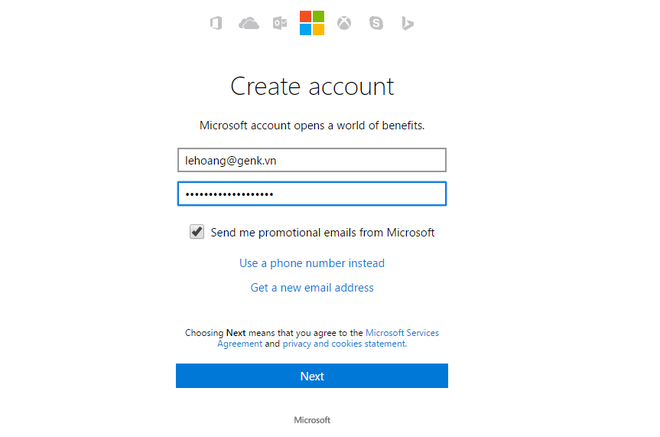 Create account
Microsoft account opens a world of benefits.
lehoang@genk.vn
•••••••••••••••••••
Send me promotional emails from Microsoft
Use a phone number instead
Get a new email address
Choosing Next means that you agree to the Microsoft Services
Agreement and privacy and cookies statement.
Next
Microsoft